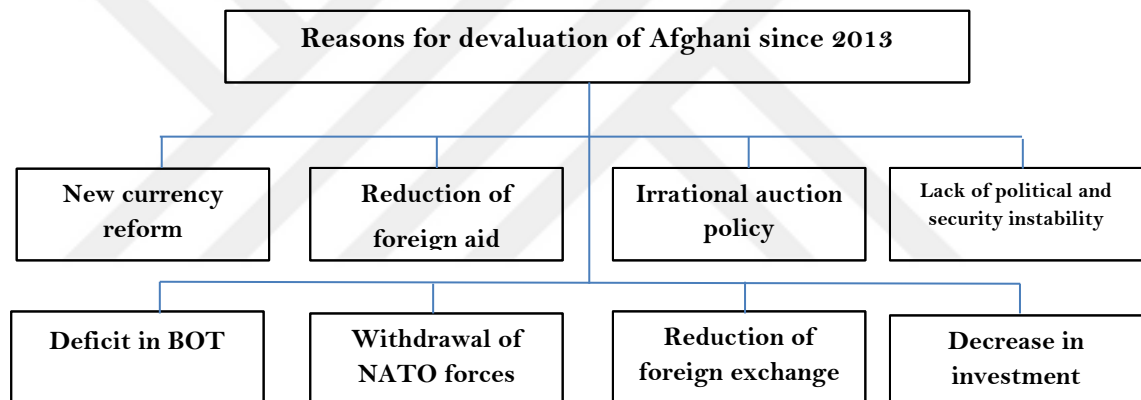 Reasons for devaluation of Afghani since 2013
New currency
reform
Reduction of
foreign aid
Irrational auction
policy
Lack of political and
security instability
Deficit in BOT
Withdrawal of
NATO forces
Reduction of
foreign exchange
Decrease in
investment